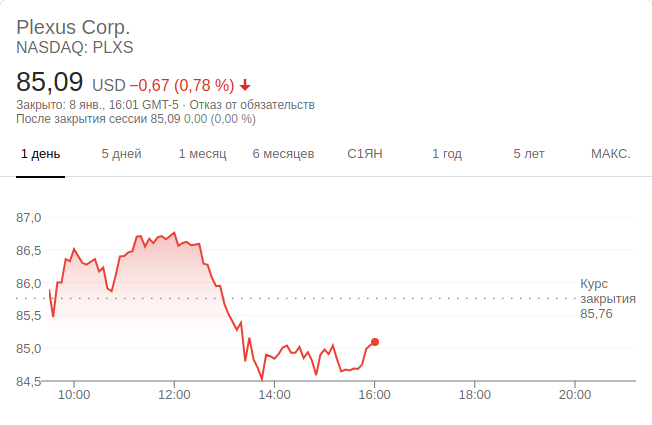 Plexus Corp.
NASDAQ: PLXS
85,09 USD −0,67 (0,78 %)
Закрыто: 8 янв., 16:01 GMT-5 · Отказ от обязательств
После закрытия сессии 85,09 0,00 (0,00 %)
1 день 5 дней 1 месяц 6 месяцев С1ЯН 1 год 5 лет МАКС.
87,0
86,5
86,0
85,5
85,0
84,5
Курс
закрытия
85,76
10:00 12:00 14:00 16:00 18:00 20:00